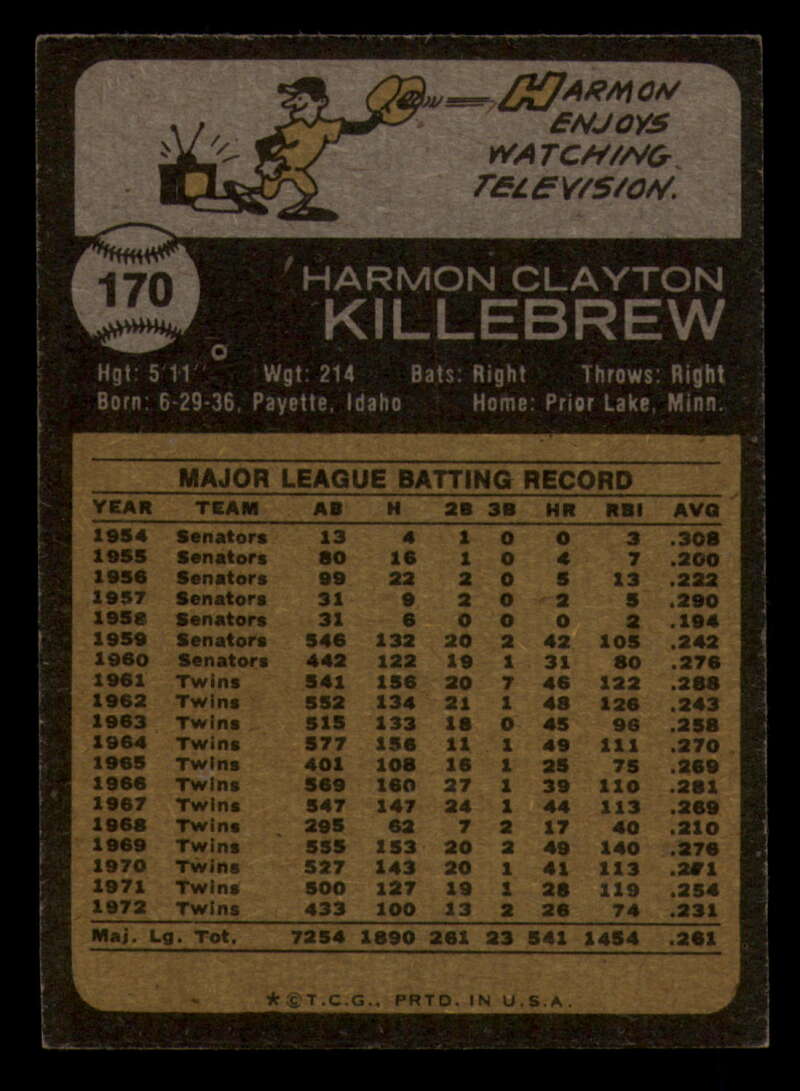 HARMON
ENJOYS
WATCHING
TELEVISION.
170
HARMON CLAYTON
KILLEBREW
Hgt: 5'11" Wgt: 214 Bats: Right Throws: Right
Born: 6-29-36, Payette, Idaho Home: Prior Lake, Minn.
MAJOR LEAGUE BATTING RECORD
YEAR TEAM AB H 2B 3B HR RBI AVG
1954 Senators 13 4 1 0 0 3 .308
1955 Senators 80 16 1 0 4 7 .200
1956 Senators 99 22 2 0 5 13 .222
1957 Senators 31 9 2 0 2 5 .290
1958 Senators 31 6 0 0 0 2 .194
1959 Senators 546 132 20 2 42 105 .242
1960 Senators 442 122 19 1 31 80 .276
1961 Twins 541 156 20 7 46 122 .288
1962 Twins 552 134 21 1 48 126 .243
1963 Twins 515 133 18 0 45 96 .258
1964 Twins 577 156 11 1 49 111 .270
1965 Twins 401 108 16 1 25 75 .269
1966 Twins 569 160 27 1 39 110 .281
1967 Twins 547 147 24 1 44 113 .269
1968 Twins 295 62 7 2 17 40 .210
1969 Twins 555 153 20 2 49 140 .276
1970 Twins 527 143 20 1 41 113 .271
1971 Twins 500 127 19 1 28 119 .254
1972 Twins 433 100 13 2 26 74 .231
Maj. Lg. Tot. 7254 1890 261 23 541 1454 .261
*©T.C.G., PRTD. IN U.S.A.